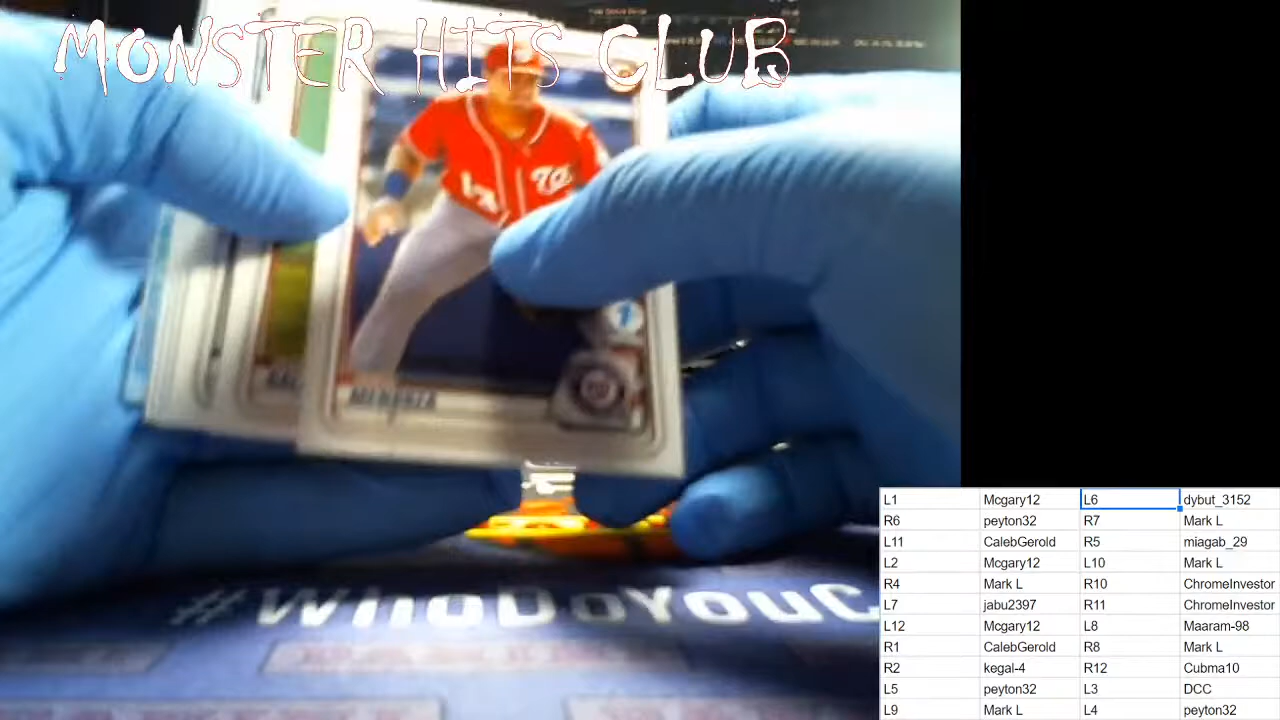 MONSTER HITS CLUB
MENDOZA
#WhoDoYouC
L1 Mcgary12 L6 dybut_3152
R6 peyton32 R7 Mark L
L11 CalebGerold R5 miagab_29
L2 Mcgary12 L10 Mark L
R4 Mark L R10 ChromeInvestor
L7 jabu2397 R11 ChromeInvestor
L12 Mcgary12 L8 Maaram-98
R1 CalebGerold R8 Mark L
R2 kegal-4 R12 Cubma10
L5 peyton32 L3 DCC
L9 Mark L L4 peyton32